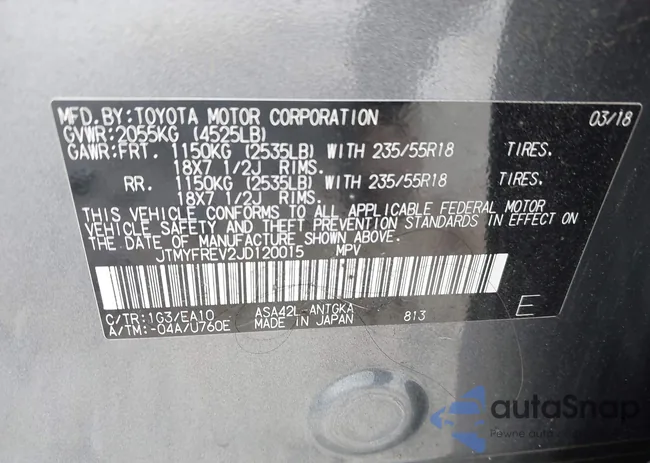 MFD.BY:TOYOTA MOTOR CORPORATION 03/18
GVWR:2055KG (4525LB)
GAWR:FRT. 1150KG (2535LB) WITH 235/55R18 TIRES.
18X7 1/2J RIMS.
RR. 1150KG (2535LB) WITH 235/55R18 TIRES.
18X7 1/2J RIMS.
THIS VEHICLE CONFORMS TO ALL APPLICABLE FEDERAL MOTOR
VEHICLE SAFETY AND THEFT PREVENTION STANDARDS IN EFFECT ON
THE DATE OF MANUFACTURE SHOWN ABOVE.
JTMYFREV2JD120015 MPV
C/TR:1G3/EA10 ASA42L-ANTGKA 813 E
A/TM:-04A/U760E MADE IN JAPAN
autaSnap
Pewne auto